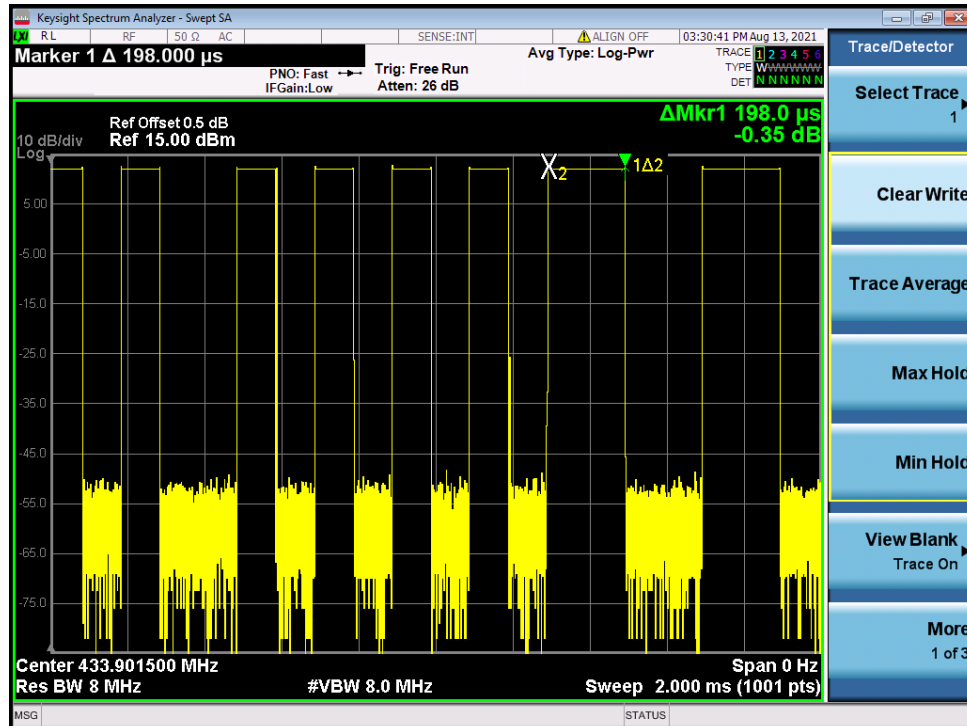 Keysight Spectrum Analyzer - Swept SA
LXI RL RF 50 Ω AC SENSE:INT ALIGN OFF 03:30:41 PM Aug 13, 2021
Marker 1 Δ 198.000 µs
PNO: Fast
IFGain:Low
Trig: Free Run
Atten: 26 dB
Avg Type: Log-Pwr
TRACE 1 2 3 4 5 6
TYPE WWWWWW
DET N N N N N N
ΔMkr1 198.0 µs
-0.35 dB
Ref Offset 0.5 dB
10 dB/div Ref 15.00 dBm
Log
X2 1Δ2
5.00
-5.00
-15.0
-25.0
-35.0
-45.0
-55.0
-65.0
-75.0
Center 433.901500 MHz Span 0 Hz
Res BW 8 MHz #VBW 8.0 MHz Sweep 2.000 ms (1001 pts)
MSG STATUS
Trace/Detector
Select Trace
1
Clear Write
Trace Average
Max Hold
Min Hold
View Blank
Trace On
More
1 of 3